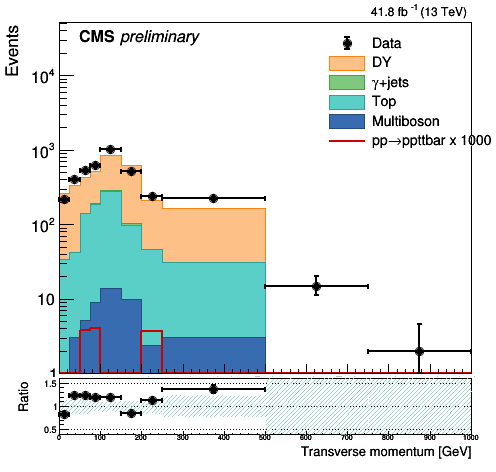 41.8 fb⁻¹ (13 TeV)
Events
CMS preliminary
Data
DY
γ+jets
Top
Multiboson
pp→ppttbar x 1000
10⁴
10³
10²
10
1
Ratio
1.5
1
0.5
0 100 200 300 400 500 600 700 800 900 1000
Transverse momentum [GeV]